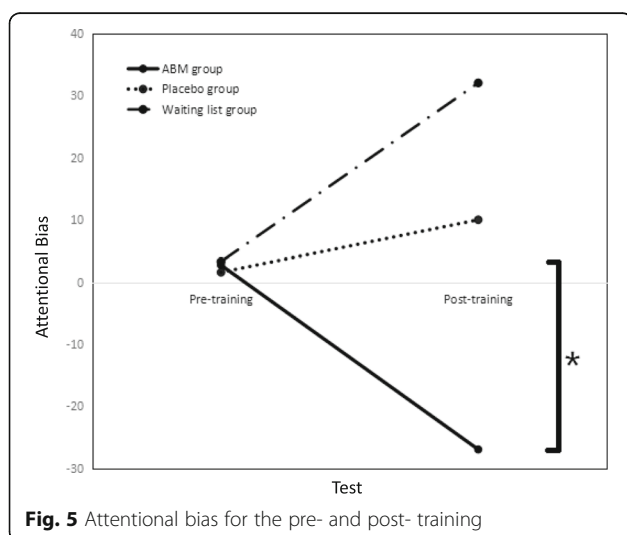 40
30
20
10
0
-10
-20
-30
Attentional Bias
ABM group
Placebo group
Waiting list group
Pre-training
Post-training
*
Test
Fig. 5 Attentional bias for the pre- and post- training